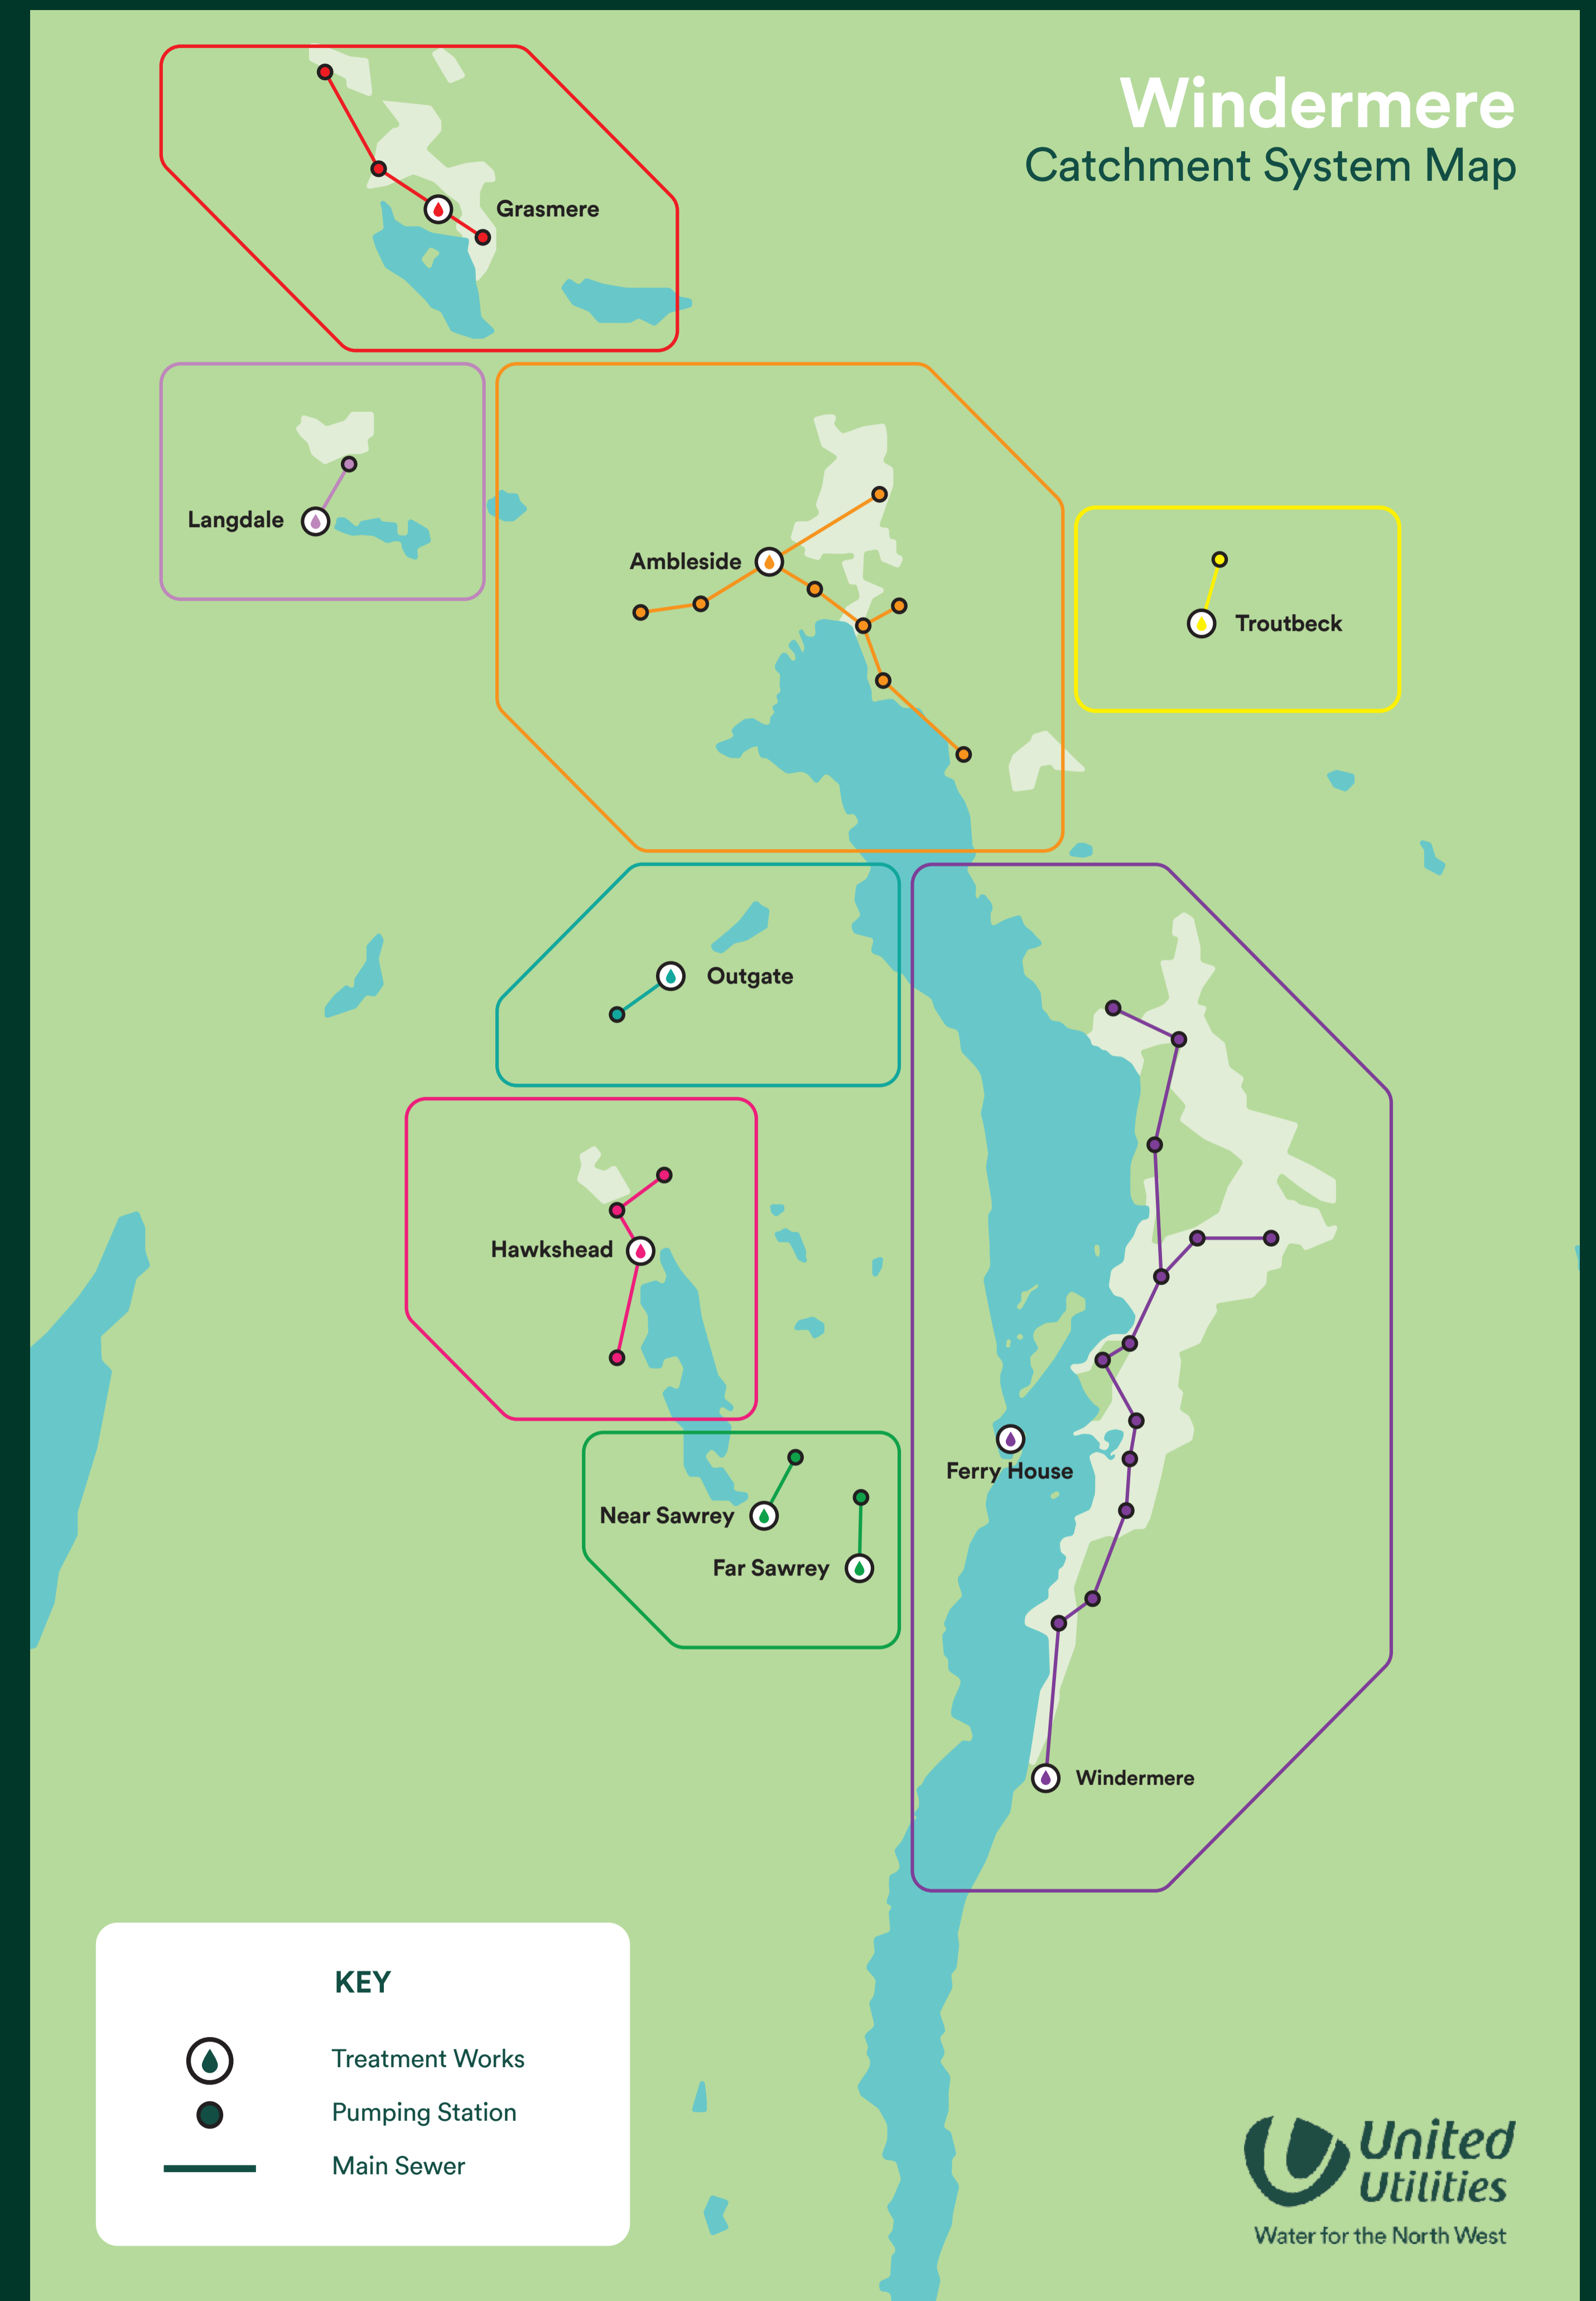 Windermere
Catchment System Map
Grasmere
Langdale
Ambleside
Troutbeck
Outgate
Hawkshead
Ferry House
Near Sawrey
Far Sawrey
Windermere
KEY
Treatment Works
Pumping Station
Main Sewer
United
Utilities
Water for the North West